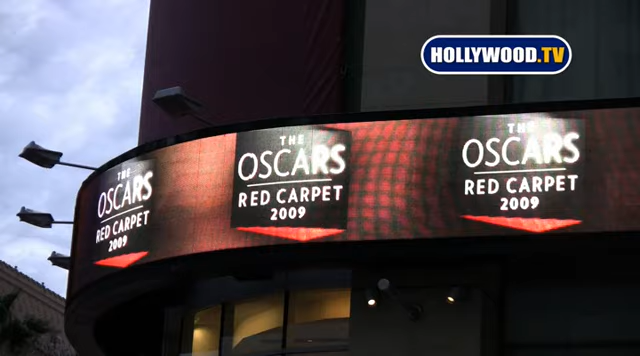 HOLLYWOOD.TV
THE
OSCARS
RED CARPET
2009
THE
OSCARS
RED CARPET
2009
THE
OSCARS
RED CARPET
2009